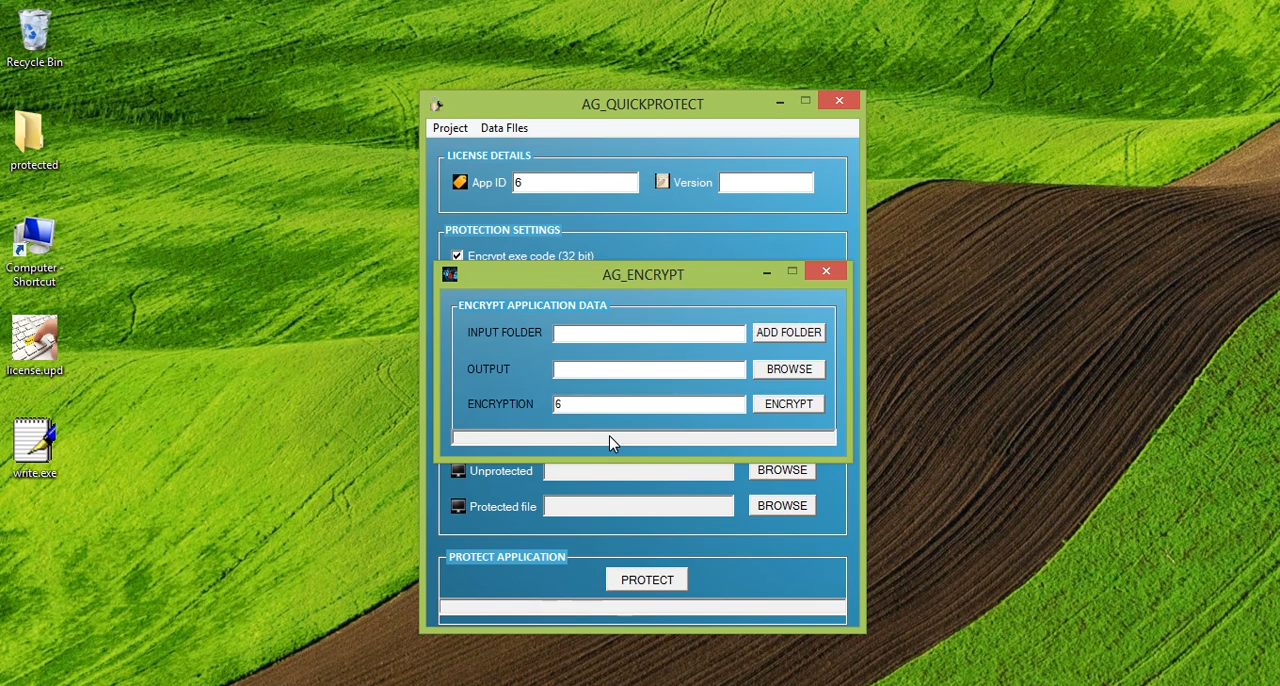 Recycle Bin
protected
Computer -
Shortcut
license.upd
write.exe
AG_QUICKPROTECT
Project Data FIles
LICENSE DETAILS
App ID 6 Version
PROTECTION SETTINGS
Encrypt exe code (32 bit)
AG_ENCRYPT
ENCRYPT APPLICATION DATA
INPUT FOLDER ADD FOLDER
OUTPUT BROWSE
ENCRYPTION 6 ENCRYPT
Unprotected BROWSE
Protected file BROWSE
PROTECT APPLICATION
PROTECT